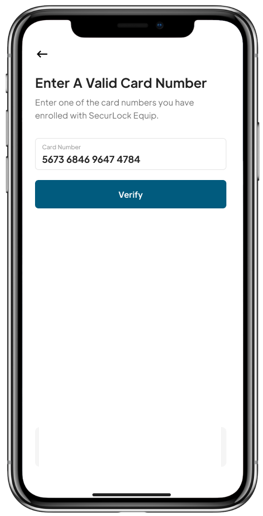 Enter A Valid Card Number
Enter one of the card numbers you have
enrolled with SecurLock Equip.
Card Number
5673 6846 9647 4784
Verify